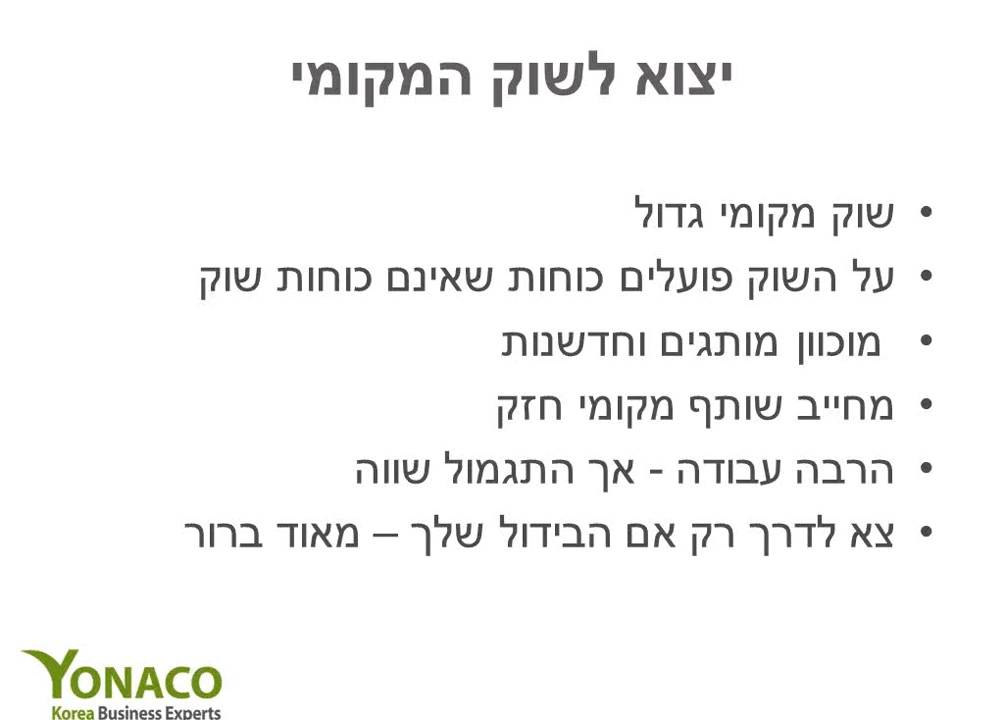 יצוא לשוק המקומי
• שוק מקומי גדול
• על השוק פועלים כוחות שאינם כוחות שוק
• מוכוון מותגים וחדשנות
• מחייב שותף מקומי חזק
• הרבה עבודה - אך התגמול שווה
• צא לדרך רק אם הבידול שלך – מאוד ברור
YONACO
Korea Business Experts